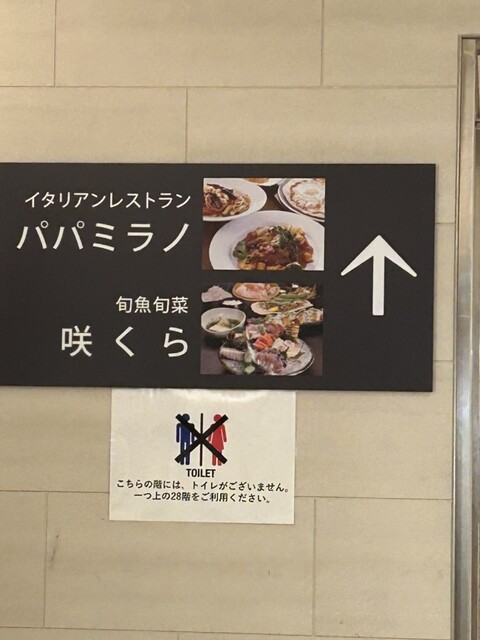 イタリアンレストラン
パパミラノ
旬魚旬菜
咲くら
TOILET
こちらの階には、トイレがございません。
一つ上の28階をご利用ください。